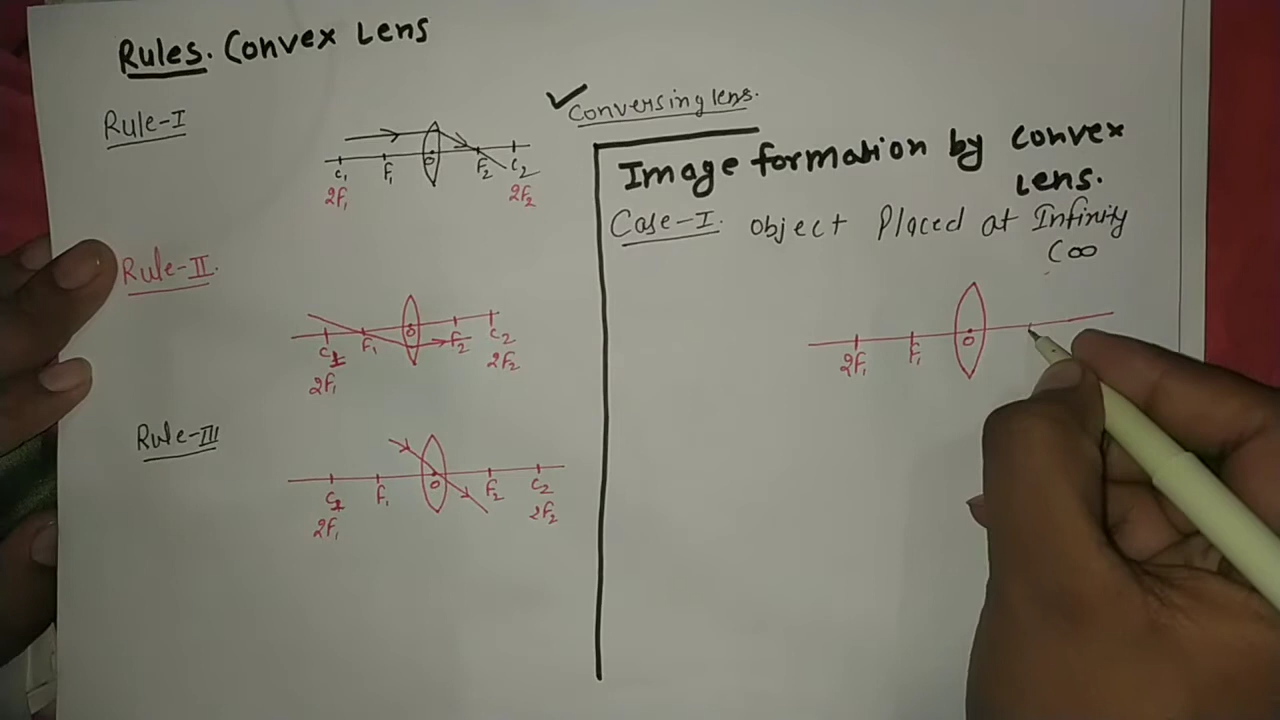 Rules. Convex Lens
Rule-I
C₁ F₁ O F₂ C₂
2F₁ 2F₂
Rule-II.
C₁ F₁ O F₂ C₂
2F₁ 2F₂
Rule-III
C₁ F₁ O F₂ C₂
2F₁ 2F₂
✓Conversing lens.
Image formation by convex
Lens.
Case-I. object Placed at Infinity
(∞
2F₁ F₁ O